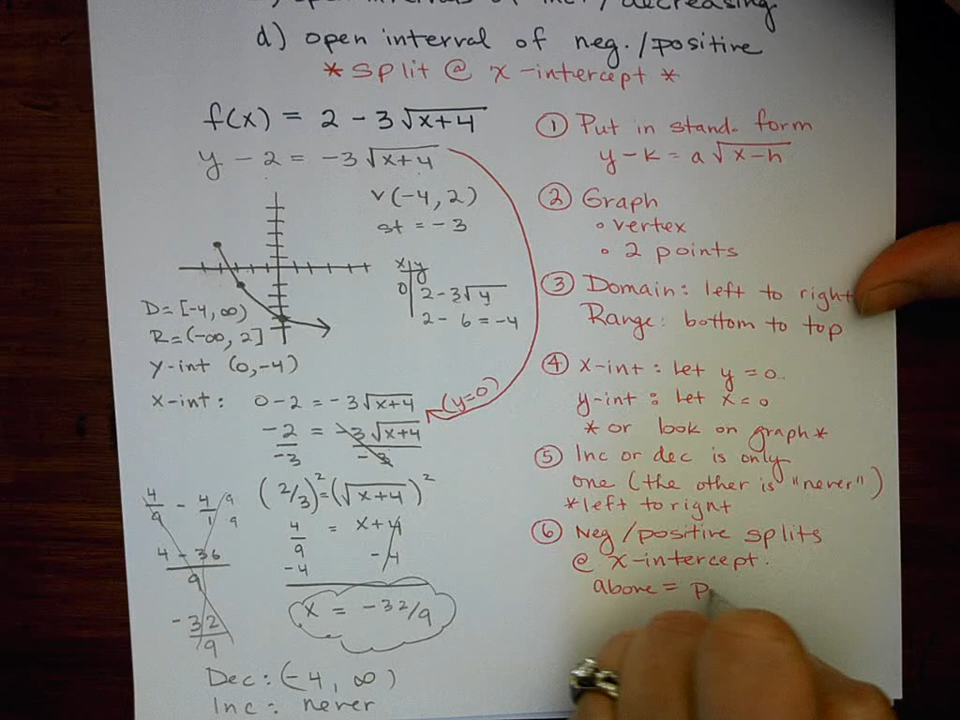 d) open interval of neg./positive
* split @ x-intercept *
f(x) = 2 - 3√x+4
y - 2 = -3√x+4
v(-4, 2)
st = -3
x | y
0 | 2 - 3√4
2 - 6 = -4
D = [-4, ∞)
R = (-∞, 2]
y-int (0, -4)
x-int: 0 - 2 = -3√x+4
(y=0)
-2/-3 = -3√x+4/-3
(2/3)² = (√x+4)²
4/9 = x+4
-4 -4
x = -32/9
4/9 - 4/1 9/9
4 - 36/9
-32/9
Dec: (-4, ∞)
Inc: never
① Put in stand. form
y - k = a√x-h
② Graph
• vertex
• 2 points
③ Domain: left to right
Range: bottom to top
④ x-int: Let y = 0.
y-int: Let x = 0
* or look on graph *
⑤ Inc or dec is only
one (the other is "never")
* left to right
⑥ Neg/positive splits
@ x-intercept.
above = p